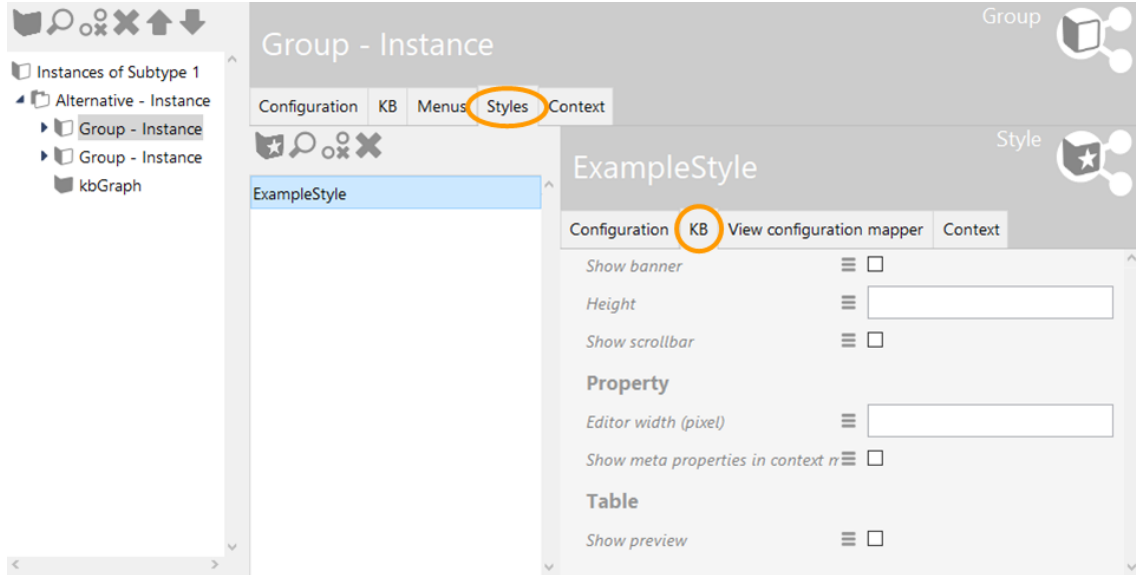 Group
Group - Instance
Instances of Subtype 1
Alternative - Instance
Group - Instance
Group - Instance
kbGraph
Configuration KB Menus Styles Context
Style
ExampleStyle
ExampleStyle
Configuration KB View configuration mapper Context
Show banner
Height
Show scrollbar
Property
Editor width (pixel)
Show meta properties in context
Table
Show preview